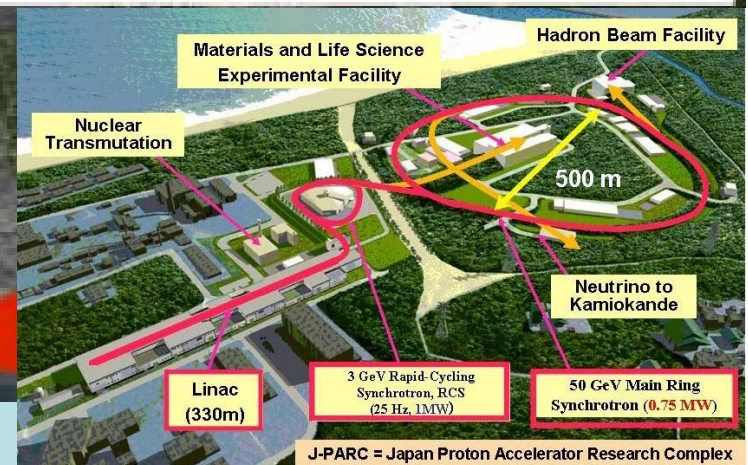 Hadron Beam Facility
Materials and Life Science
Experimental Facility
Nuclear
Transmutation
500 m
Neutrino to
Kamiokande
Linac
(330m)
3 GeV Rapid-Cycling
Synchrotron, RCS
(25 Hz, 1MW)
50 GeV Main Ring
Synchrotron (0.75 MW)
J-PARC = Japan Proton Accelerator Research Complex